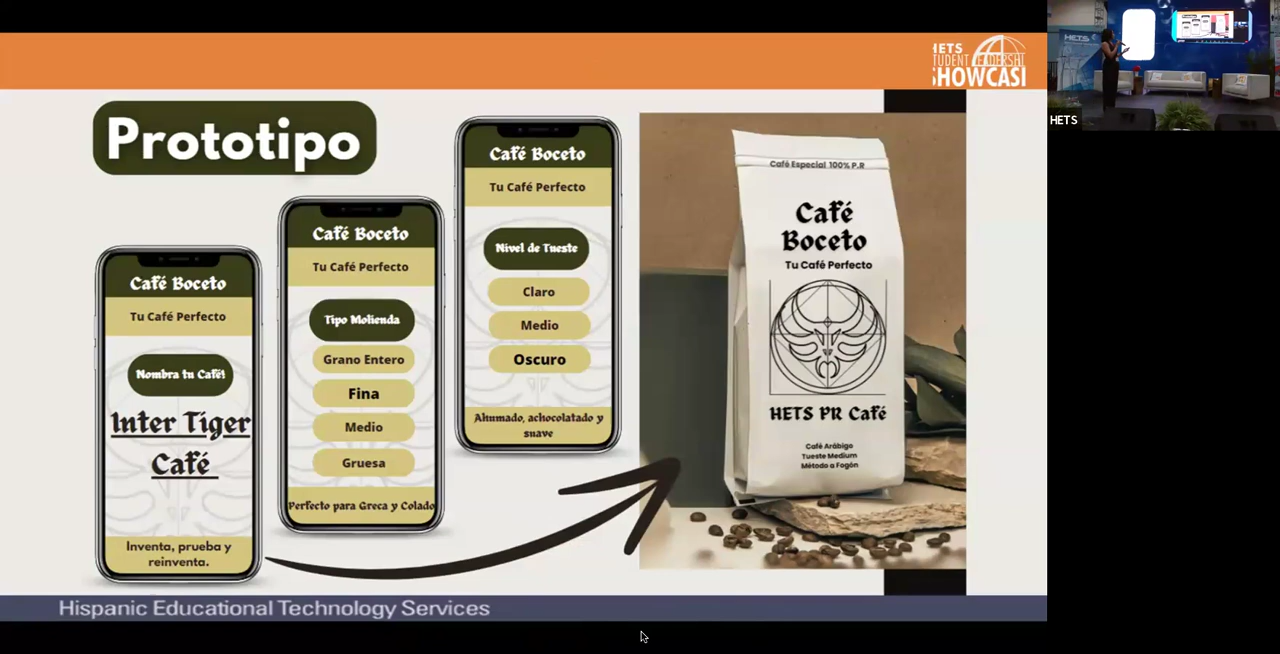 HETS
STUDENT LEADERSHIP
SHOWCASE
Prototipo
Café Boceto
Tu Café Perfecto
Nombra tu Café!
Inter Tiger
Café
Inventa, prueba y
reinventa.
Café Boceto
Tu Café Perfecto
Tipo Molienda
Grano Entero
Fina
Medio
Gruesa
Perfecto para Greca y Colado
Café Boceto
Tu Café Perfecto
Nivel de Tueste
Claro
Medio
Oscuro
Ahumado, achocolatado y
suave
Café Especial 100% P.R
Café
Boceto
Tu Café Perfecto
HETS PR Café
Café Arábigo
Tueste Medium
Método a Fogón
Hispanic Educational Technology Services
HETS
HETS